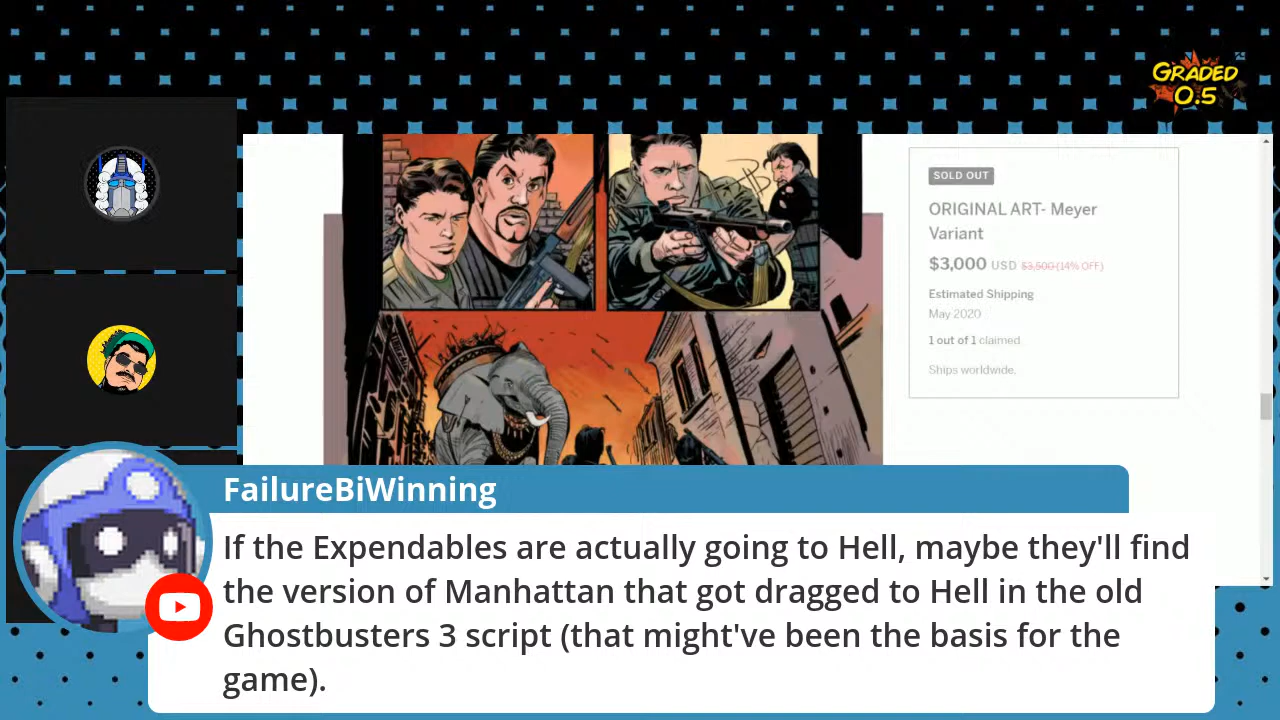 GRADED
0.5
SOLD OUT
ORIGINAL ART- Meyer
Variant
$3,000 USD $3,500 (14% OFF)
Estimated Shipping
May 2020
1 out of 1 claimed
Ships worldwide.
FailureBiWinning
If the Expendables are actually going to Hell, maybe they'll find
the version of Manhattan that got dragged to Hell in the old
Ghostbusters 3 script (that might've been the basis for the
game).